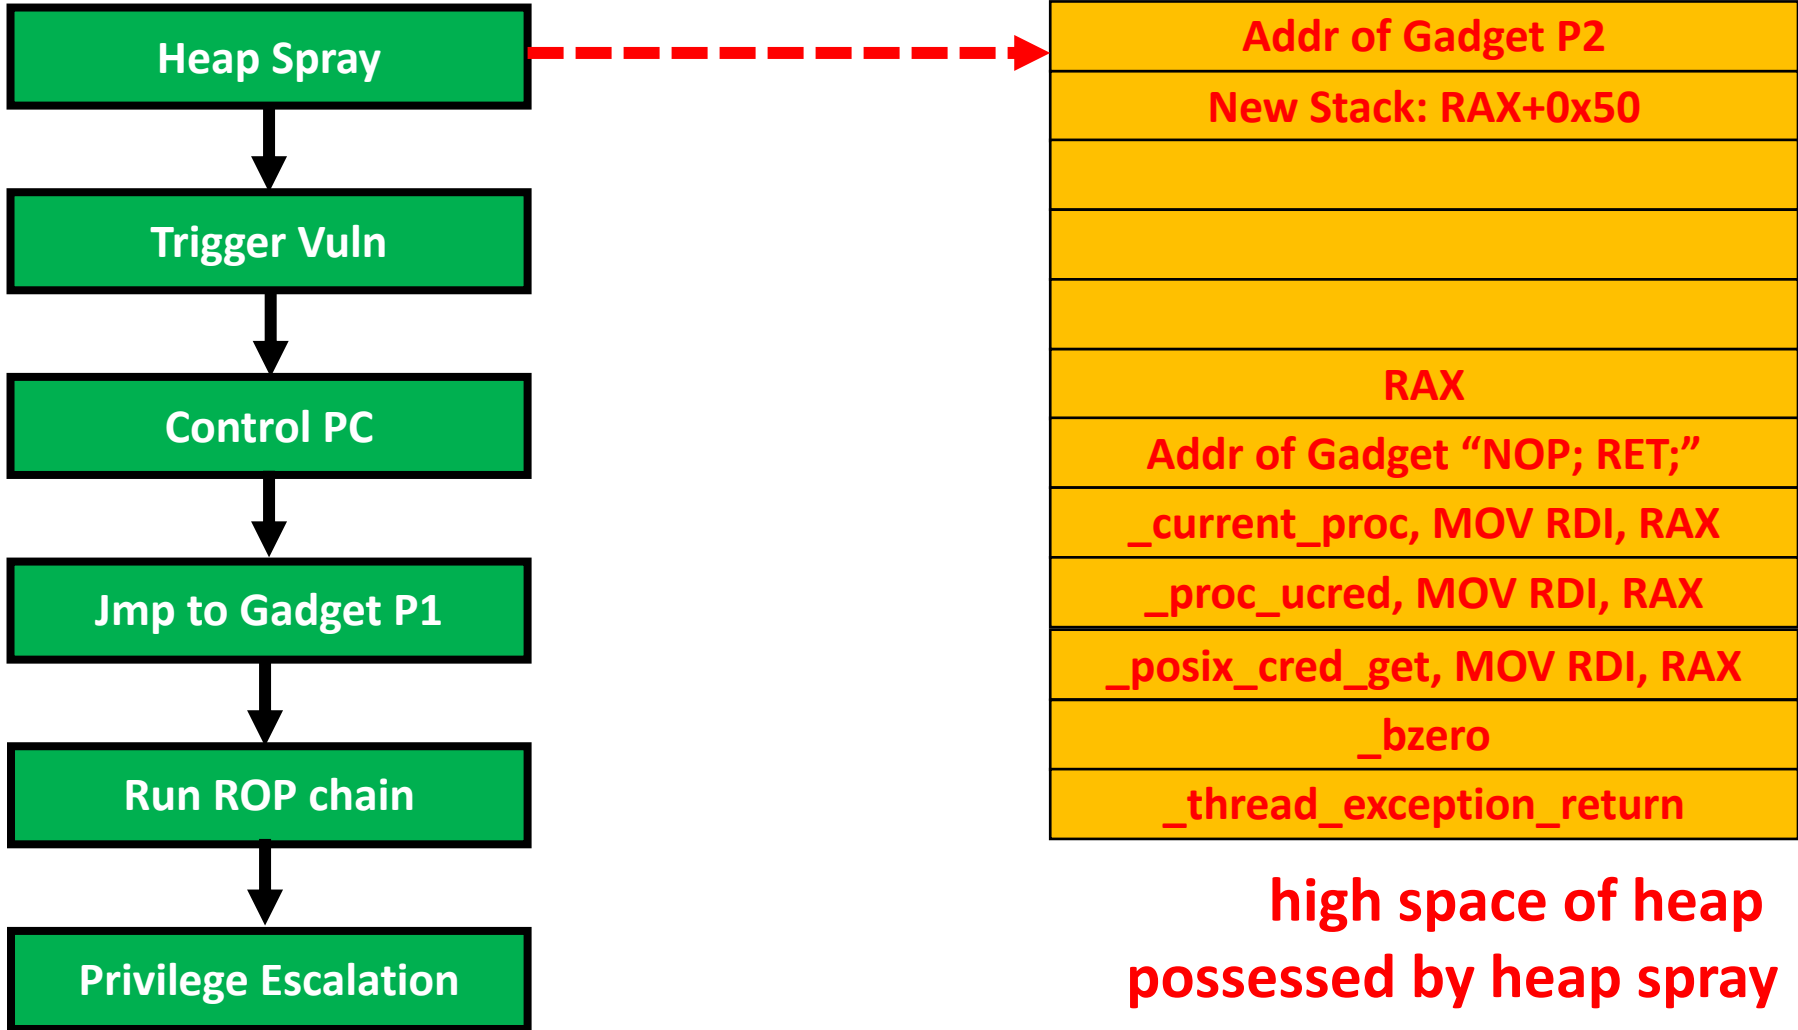 Heap Spray
Trigger Vuln
Control PC
Jmp to Gadget P1
Run ROP chain
Privilege Escalation
Addr of Gadget P2
New Stack: RAX+0x50
RAX
Addr of Gadget “NOP; RET;”
_current_proc, MOV RDI, RAX
_proc_ucred, MOV RDI, RAX
_posix_cred_get, MOV RDI, RAX
_bzero
_thread_exception_return
high space of heap
possessed by heap spray